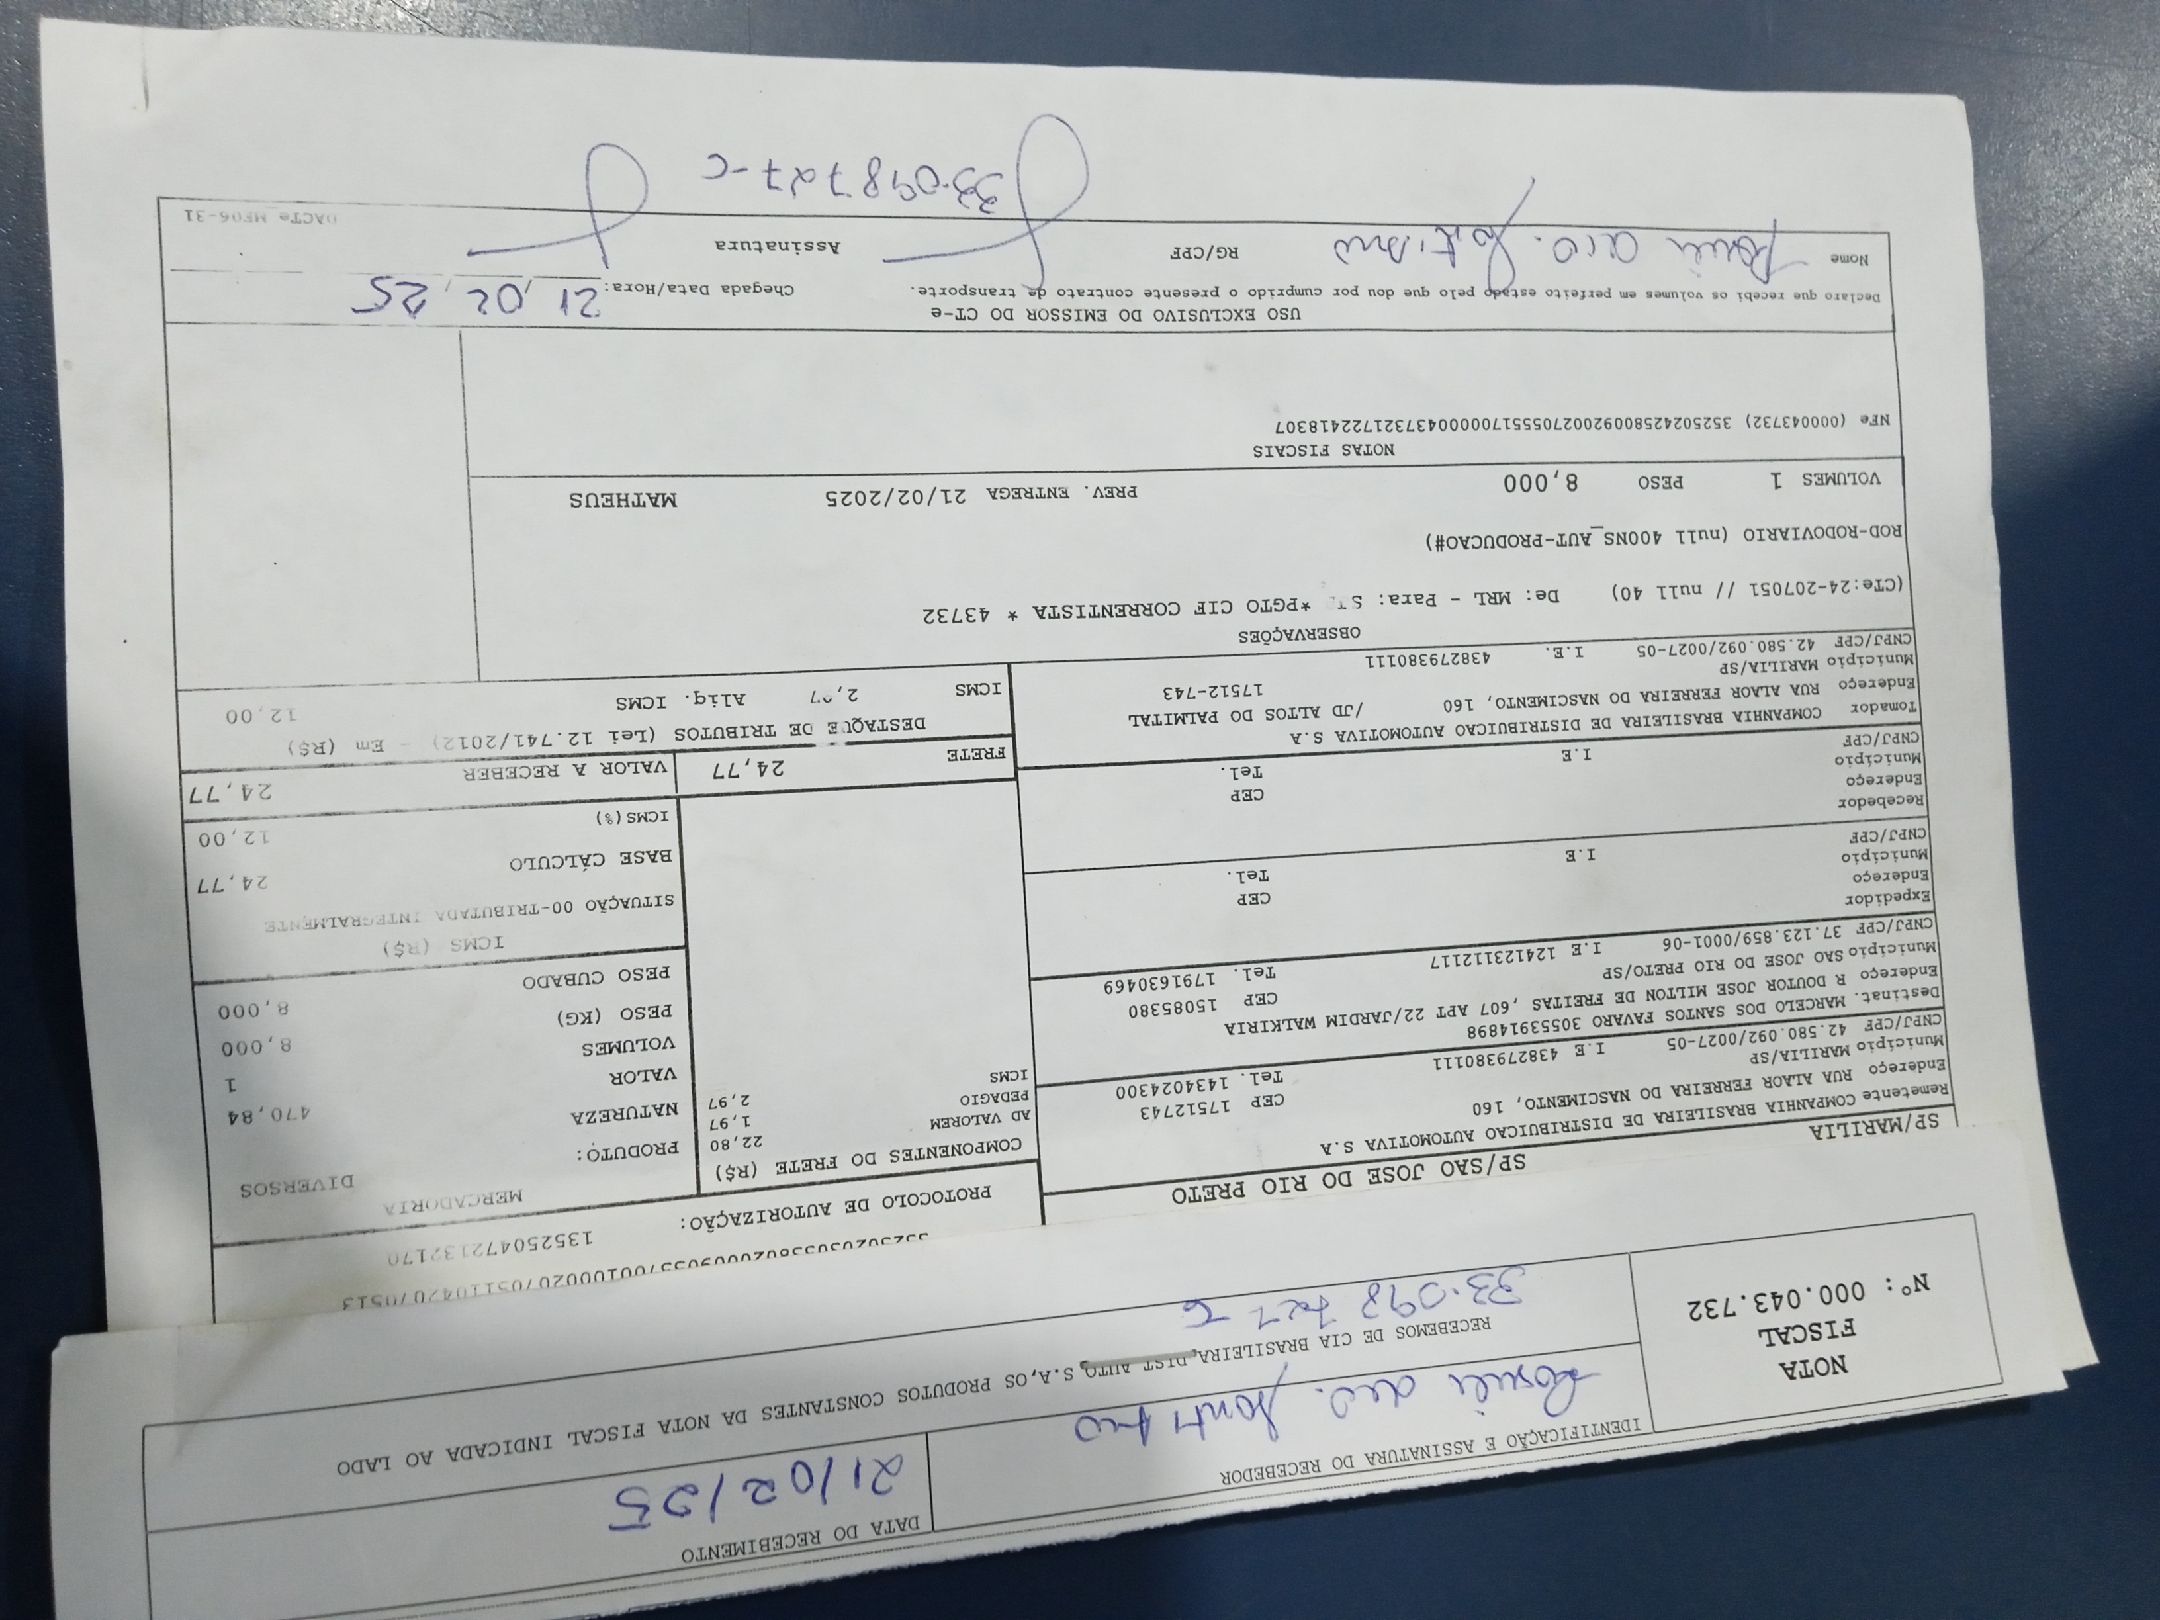 DATA DO RECEBIMENTO
21/02/25
IDENTIFICAÇÃO E ASSINATURA DO RECEBEDOR
RECEBEMOS DE CIA BRASILEIRA DIST AUTO S.A, OS PRODUTOS CONSTANTES DA NOTA FISCAL INDICADA AO LADO
33.098 727-C
NOTA
FISCAL
Nº: 000.043.732
PROTOCOLO DE AUTORIZAÇÃO: 135250472132170
SP/MARILIA SP/SAO JOSE DO RIO PRETO
Remetente COMPANHIA BRASILEIRA DE DISTRIBUICAO AUTOMOTIVA S.A
Endereço RUA ALAOR FERREIRA DO NASCIMENTO, 160 CEP 17512743
Município MARILIA/SP Tel. 1434024300
CNPJ/CPF 42.580.092/0027-05 I.E 438279380111
Destinat. MARCELO DOS SANTOS FAVARO 30553914898
Endereço R DOUTOR JOSE MILTON DE FREITAS ,607 APT 22/JARDIM WALKIRIA
Município SAO JOSE DO RIO PRETO/SP CEP 15085380
CNPJ/CPF 37.123.859/0001-06 I.E 124123112117 Tel. 1791630469
Expedidor
Endereço CEP
Município Tel.
CNPJ/CPF I.E
Recebedor
Endereço CEP
Município Tel.
CNPJ/CPF I.E
Tomador COMPANHIA BRASILEIRA DE DISTRIBUICAO AUTOMOTIVA S.A
Endereço RUA ALAOR FERREIRA DO NASCIMENTO, 160 /JD ALTOS DO PALMITAL
Município MARILIA/SP 17512-743
CNPJ/CPF 42.580.092/0027-05 I.E. 438279380111
COMPONENTES DO FRETE (R$)
AD VALOREM 22,80
PEDAGIO 1,97
ICMS 2,97
FRETE 24,77
MERCADORIA
PRODUTO: DIVERSOS
NATUREZA
VALOR 470,84
VOLUMES 1
PESO (KG) 8,000
PESO CUBADO 8,000
ICMS (R$)
SITUAÇÃO 00-TRIBUTADA INTEGRALMENTE
BASE CÁLCULO 24,77
ICMS(%) 12,00
VALOR A RECEBER 24,77
DESTAQUE DE TRIBUTOS (Lei 12.741/2012) - Em (R$)
ICMS 2,97 Aliq. ICMS 12,00
OBSERVAÇÕES
(CTe:24-207051 // null 40) De: MRL - Para: *PGTO CIF CORRENTISTA * 43732
ROD-RODOVIARIO (null 400NS_AUT-PRODUCAO#)
VOLUMES 1 PESO 8,000 PREV. ENTREGA 21/02/2025 MATHEUS
NOTAS FISCAIS
NFe (000043732) 35250242580092002705551700000437321722418307
USO EXCLUSIVO DO EMISSOR DO CT-e
Declaro que recebi os volumes em perfeito estado pelo que dou por cumprido o presente contrato de transporte. Chegada Data/Hora: 21, 02, 25
Nome RG/CPF Assinatura
33.098727-C
DACTe_MF06-31